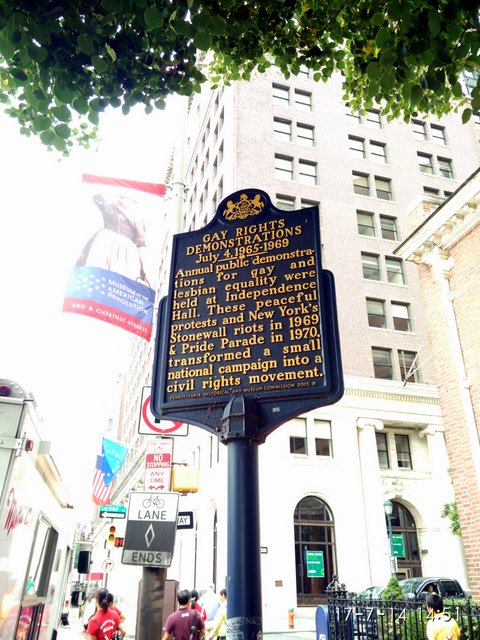 GAY RIGHTS
DEMONSTRATIONS
July 4, 1965-1969
Annual public demonstra-
tions for gay and
lesbian equality were
held at Independence
Hall. These peaceful
protests and New York's
Stonewall riots in 1969
& Pride Parade in 1970,
transformed a small
national campaign into a
civil rights movement.
PENNSYLVANIA HISTORICAL AND MUSEUM COMMISSION 2005
MUSEUM OF THE
AMERICAN
REVOLUTION
3RD & CHESTNUT STREETS
NO
STOPPING
ANY
TIME
LANE
ENDS
WAY